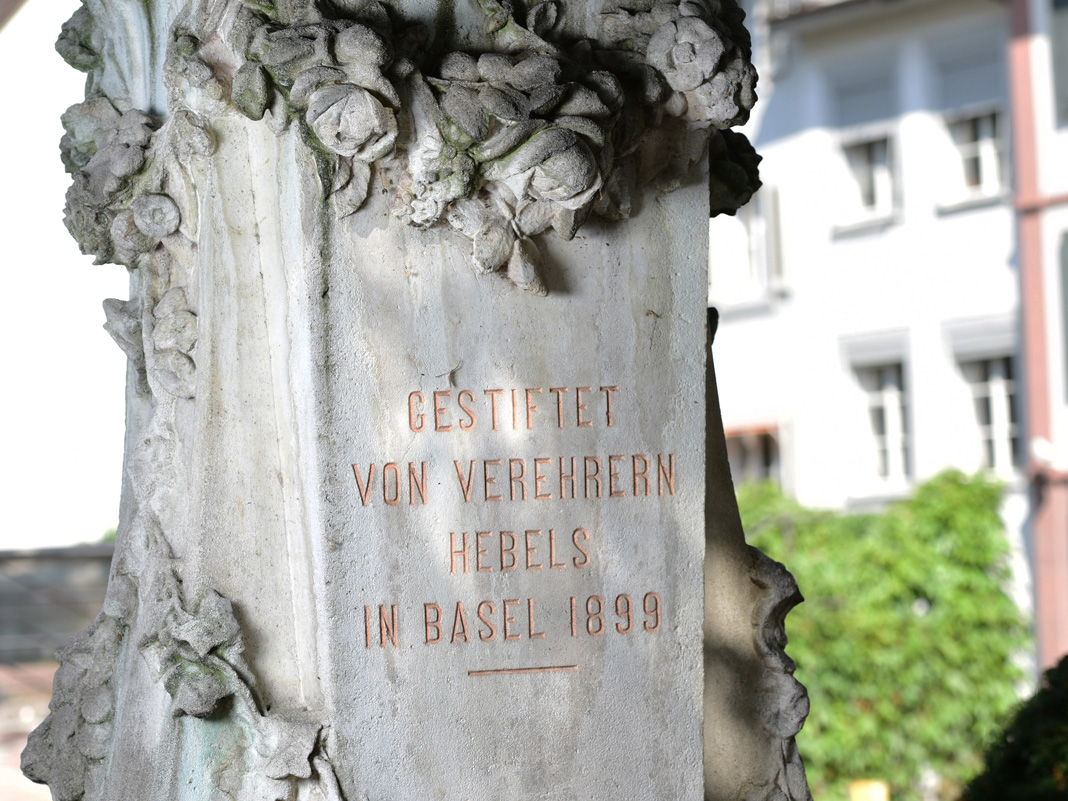 GESTIFTET
VON VEREHRERN
HEBELS
IN BASEL 1899